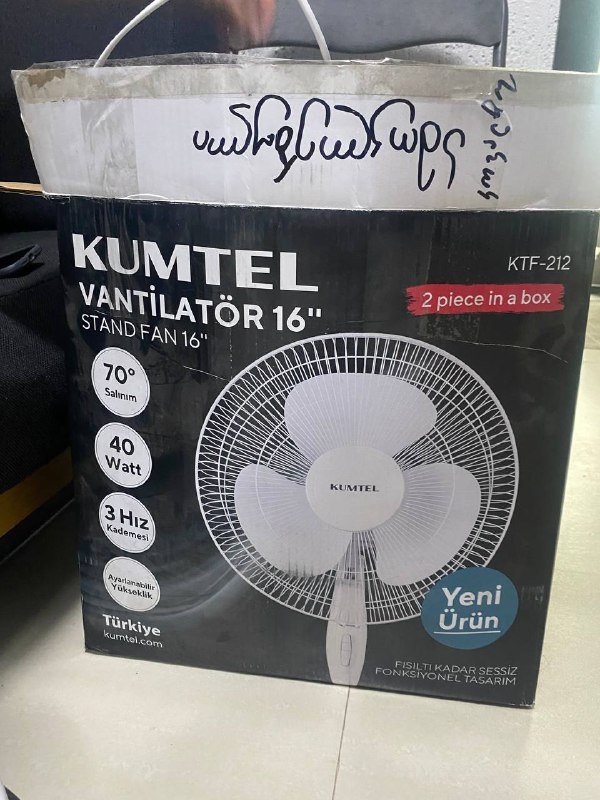 KUMTEL
KTF-212
VANTİLATÖR 16"
2 piece in a box
STAND FAN 16"
70°
Salınım
40
Watt
3 Hız
Kademesi
Ayarlanabilir
Yükseklik
KUMTEL
Yeni
Ürün
Türkiye
kumtel.com
FISILTI KADAR SESSİZ
FONKSİYONEL TASARIM